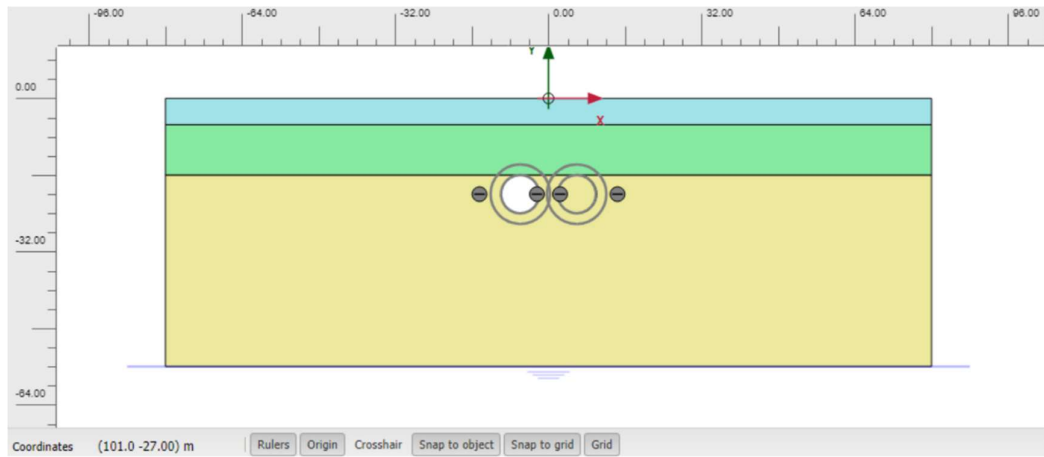 -96.00 -64.00 -32.00 0.00 32.00 64.00 96.00
Y
0.00
X
-32.00
-64.00
Coordinates (101.0 -27.00) m Rulers Origin Crosshair Snap to object Snap to grid Grid